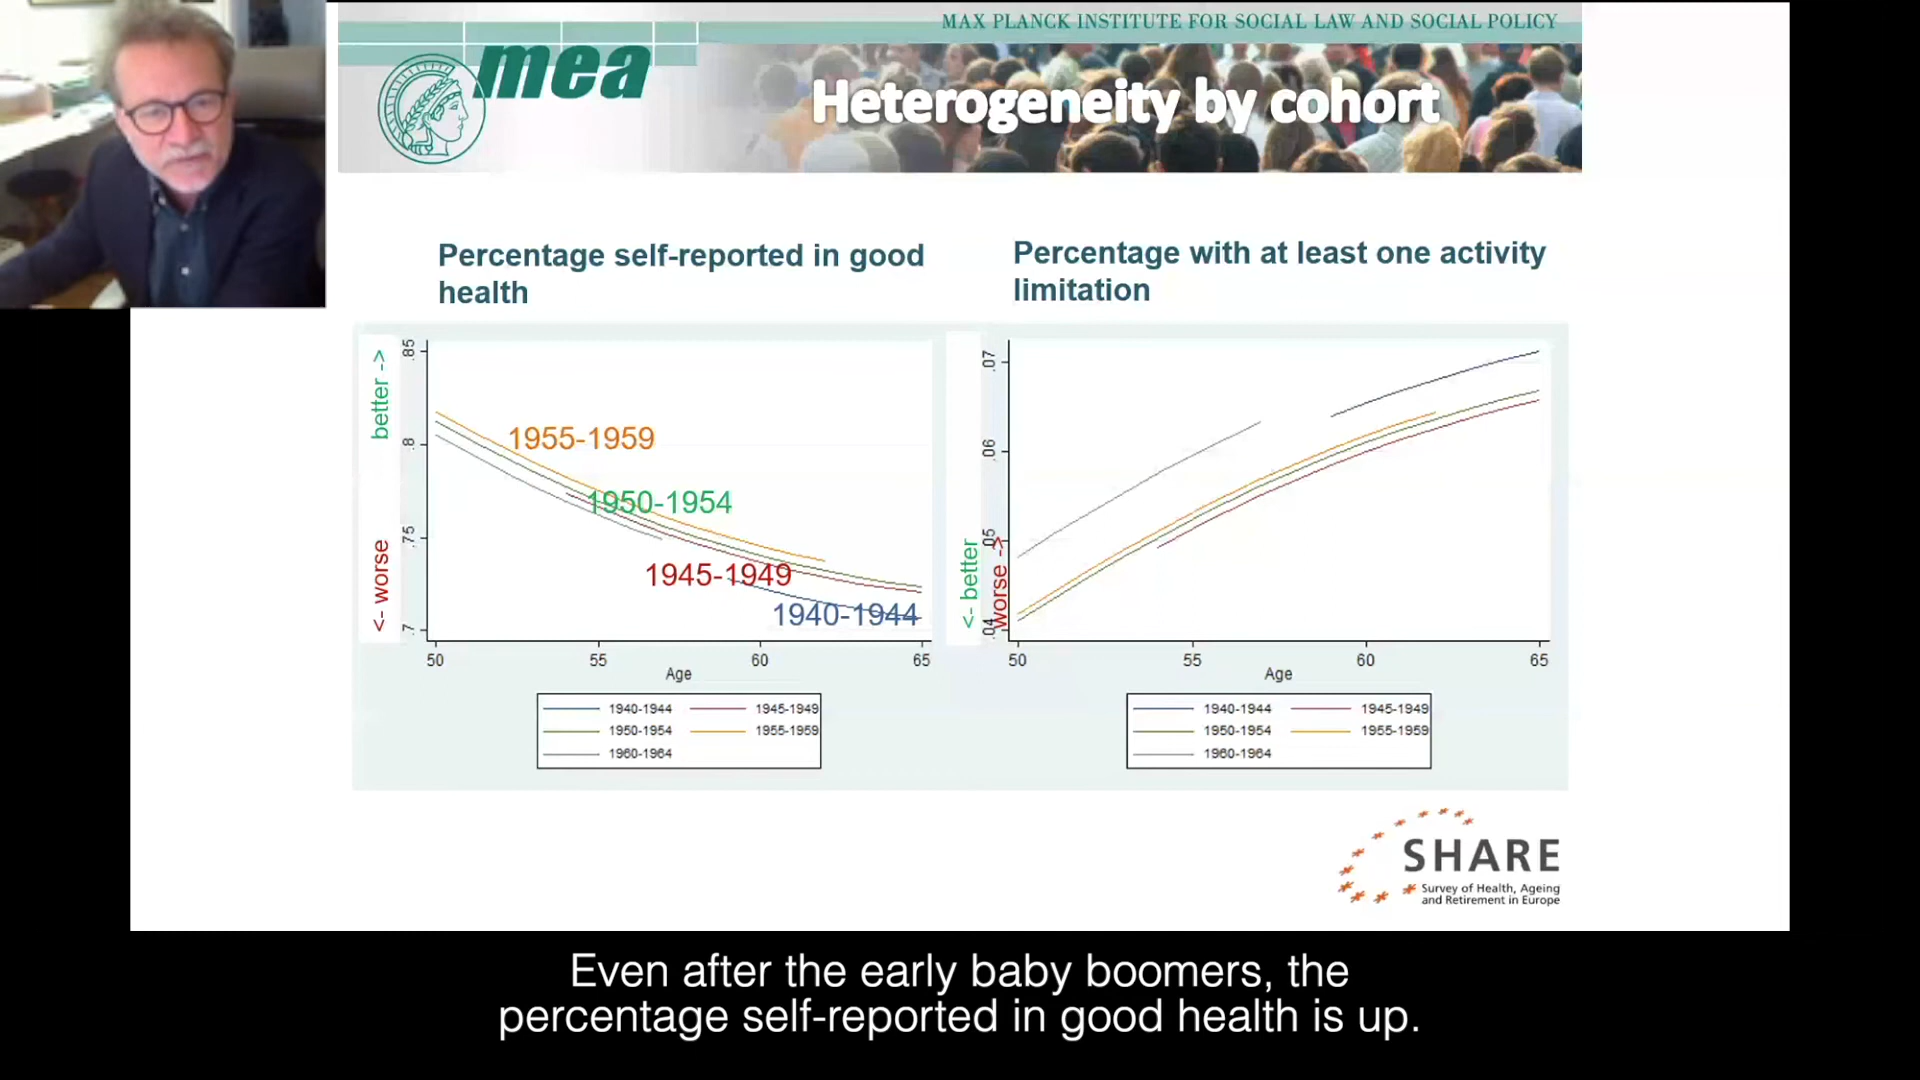 MAX PLANCK INSTITUTE FOR SOCIAL LAW AND SOCIAL POLICY
mea
Heterogeneity by cohort
Percentage self-reported in good
health
Percentage with at least one activity
limitation
better ->
<- worse
.85
.8
.75
.7
1955-1959
1950-1954
1945-1949
1940-1944
50 55 60 65
Age
1940-1944 1945-1949
1950-1954 1955-1959
1960-1964
<- better
worse ->
.07
.06
.05
.04
50 55 60 65
Age
1940-1944 1945-1949
1950-1954 1955-1959
1960-1964
SHARE
Survey of Health, Ageing
and Retirement in Europe
Even after the early baby boomers, the
percentage self-reported in good health is up.